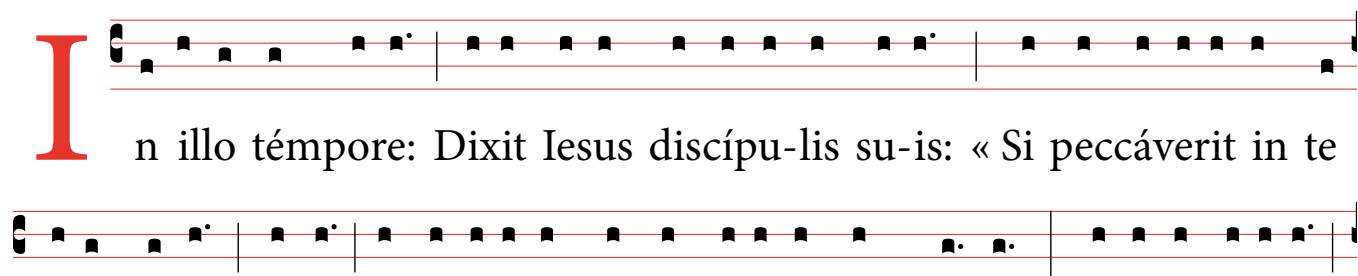 In illo témpore: Dixit Iesus discípu-lis su-is: « Si peccáverit in te